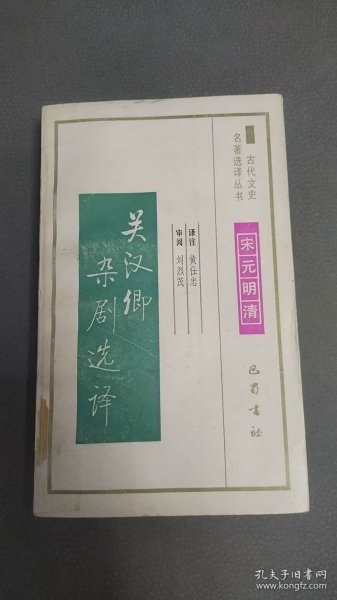 古代文史
名著选译丛书
宋元明清
巴蜀书社
译注 黄仕忠
审阅 刘烈茂
关汉卿
杂剧选译
孔夫子旧书网
www.kongfz.com